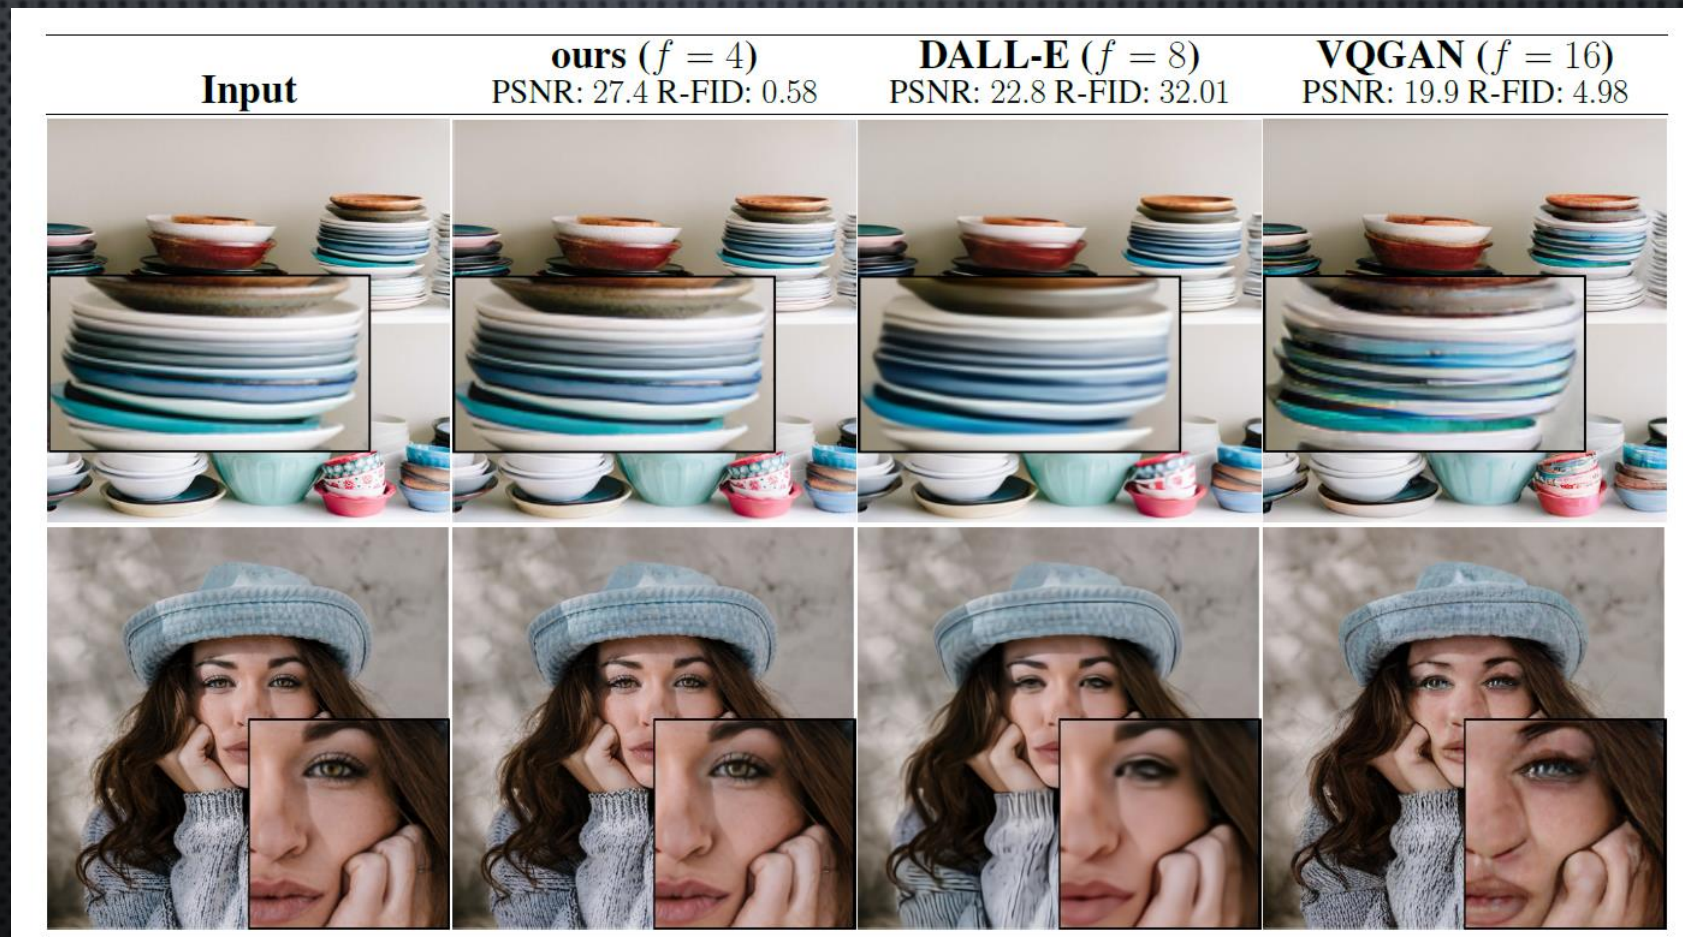 Input
ours (f = 4)
PSNR: 27.4 R-FID: 0.58
DALL-E (f = 8)
PSNR: 22.8 R-FID: 32.01
VQGAN (f = 16)
PSNR: 19.9 R-FID: 4.98